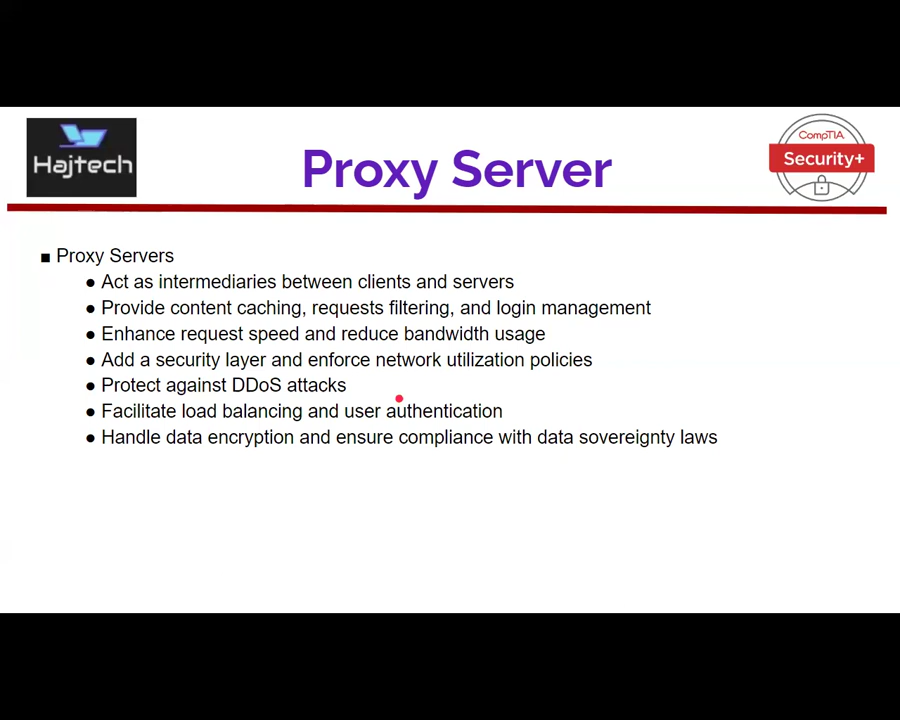 Hajtech
Proxy Server
CompTIA
Security+
■ Proxy Servers
● Act as intermediaries between clients and servers
● Provide content caching, requests filtering, and login management
● Enhance request speed and reduce bandwidth usage
● Add a security layer and enforce network utilization policies
● Protect against DDoS attacks
● Facilitate load balancing and user authentication
● Handle data encryption and ensure compliance with data sovereignty laws